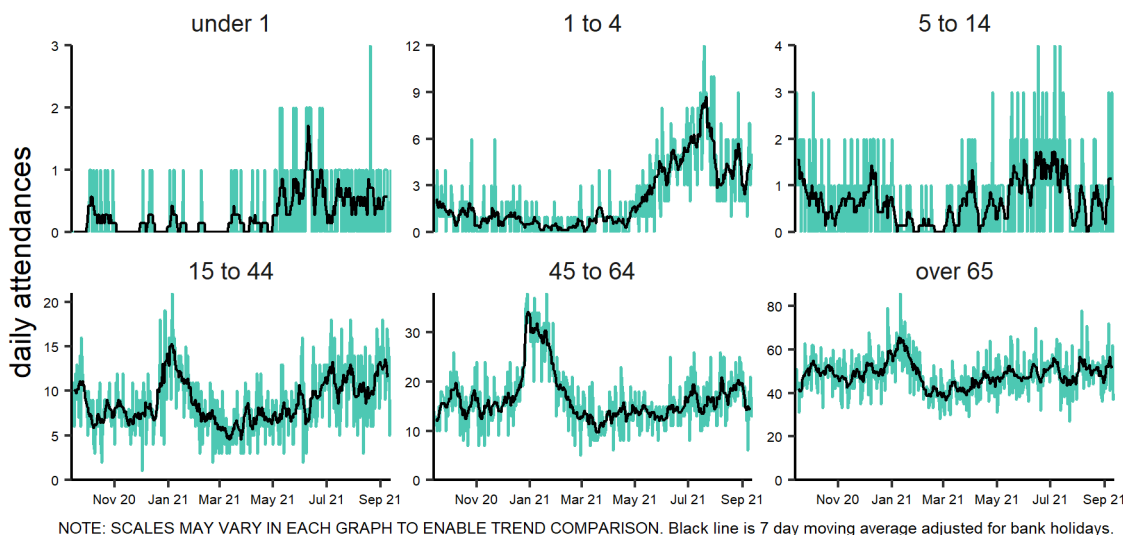 under 1
1 to 4
5 to 14
3
2
1
0
12
9
6
3
0
4
3
2
1
0
daily attendances
15 to 44
45 to 64
over 65
20
15
10
5
0
30
20
10
0
80
60
40
20
0
Nov 20 Jan 21 Mar 21 May 21 Jul 21 Sep 21
Nov 20 Jan 21 Mar 21 May 21 Jul 21 Sep 21
Nov 20 Jan 21 Mar 21 May 21 Jul 21 Sep 21
NOTE: SCALES MAY VARY IN EACH GRAPH TO ENABLE TREND COMPARISON. Black line is 7 day moving average adjusted for bank holidays.